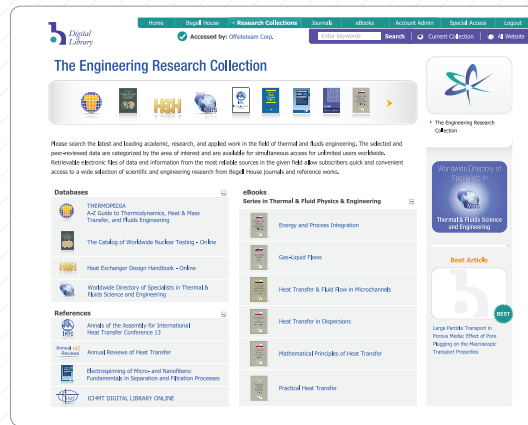 Digital
Library
Home
Begell House
Research Collections
Journals
eBooks
Account Admin
Special Access
Logout
Accessed by: Offsiteteam Corp.
Enter keywords
Search
Current Collection
All Website
The Engineering Research Collection
The Engineering Research
Collection
Please search the latest and leading academic, research, and applied work in the field of thermal and fluids engineering. The selected and
peer-reviewed data are categorized by the area of interest and are available for simultaneous access for unlimited users worldwide.
Retrievable electronic files of data end information from the most reliable sources in the given field allow subscribers quick and convenient
access to a wide selection of scientific and engineering research from Begell House journals and reference works.
Databases
THERMOPEDIA
A-Z Guide to Thermodynamics, Heat & Mass
Transfer, and Fluids Engineering
The Catalog of Worldwide Nuclear Testing - Online
Heat Exchanger Design Handbook - Online
Worldwide Directory of Specialists in Thermal &
Fluids Science and Engineering
References
Annals of the Assembly for International
Heat Transfer Conference 13
Annual Reviews of Heat Transfer
Electrospinning of Micro- and Nanofibers:
Fundamentals in Separation and Filtration Processes
ICHMT DIGITAL LIBRARY ONLINE
eBooks
Series in Thermal & Fluid Physics & Engineering
Energy and Process Integration
Gas-Liquid Flows
Heat Transfer & Fluid Flow in Microchannels
Heat Transfer in Dispersions
Mathematical Principles of Heat Transfer
Practical Heat Transfer
Worldwide Directory of
Specialists in
Thermal & Fluids Science
and Engineering
Best Article
BEST
Large Particle Transport in
Porous Media: Effect of Pore
Plugging on the Macroscopic
Transport Properties